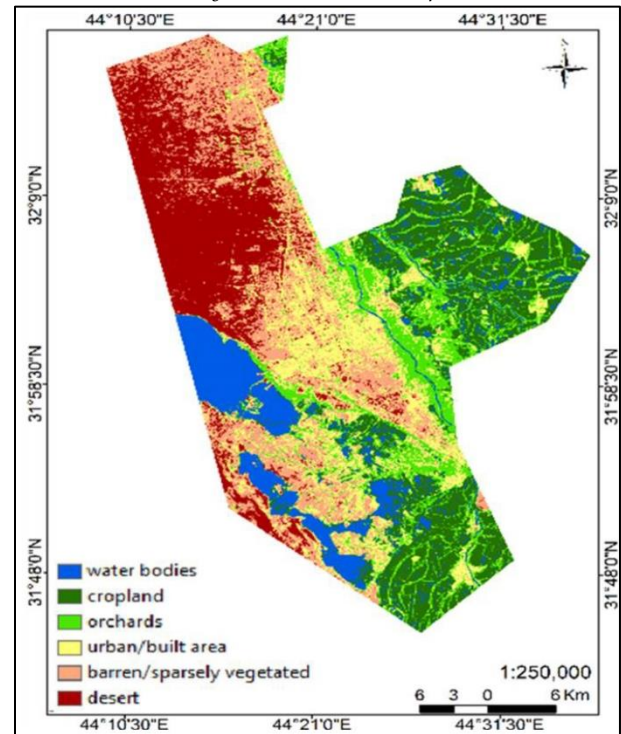 44°10'30"E 44°21'0"E 44°31'30"E
32°9'0"N 32°9'0"N
31°58'30"N 31°58'30"N
31°48'0"N 31°48'0"N
water bodies
cropland
orchards
urban/built area
barren/sparsely vegetated
desert
1:250,000
6 3 0 6 Km
44°10'30"E 44°21'0"E 44°31'30"E